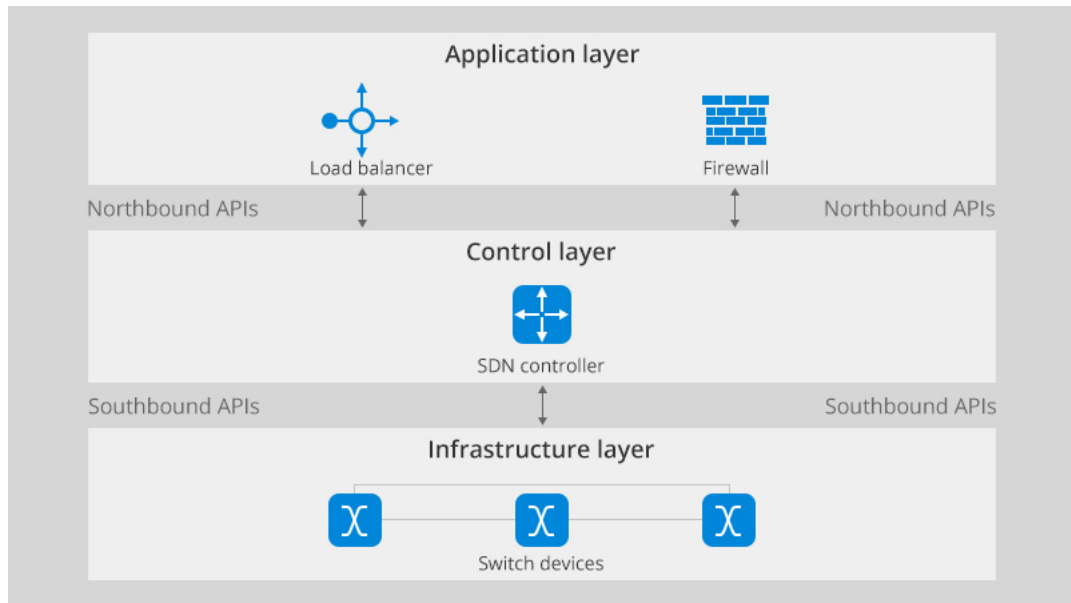 Application layer
Load balancer
Firewall
Northbound APIs
Northbound APIs
Control layer
SDN controller
Southbound APIs
Southbound APIs
Infrastructure layer
Switch devices